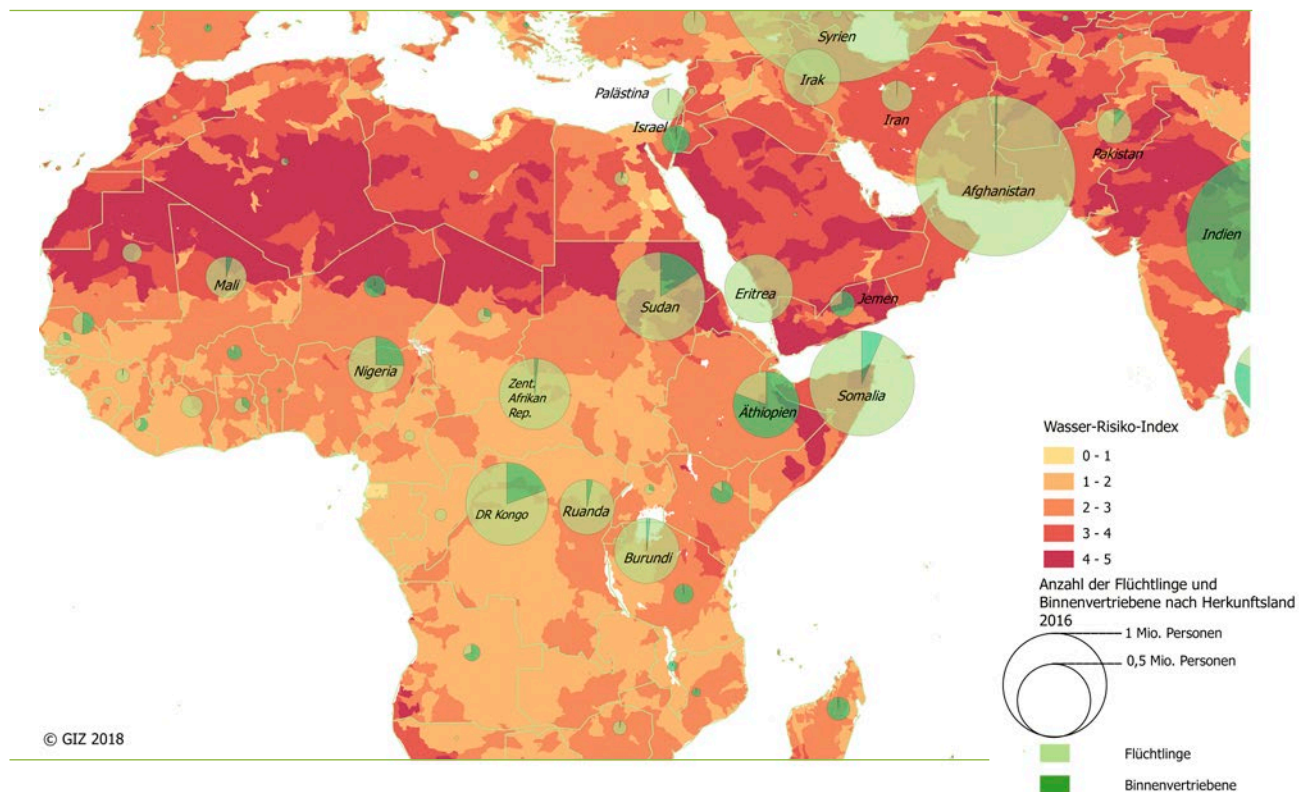 Syrien
Irak
Palästina
Iran
Israel
Pakistan
Afghanistan
Indien
Mali
Sudan
Eritrea
Jemen
Nigeria
Zent.
Afrikan
Rep.
Äthiopien
Somalia
DR Kongo
Ruanda
Burundi
Wasser-Risiko-Index
0 - 1
1 - 2
2 - 3
3 - 4
4 - 5
Anzahl der Flüchtlinge und
Binnenvertriebene nach Herkunftsland
2016
1 Mio. Personen
0,5 Mio. Personen
Flüchtlinge
Binnenvertriebene
© GIZ 2018